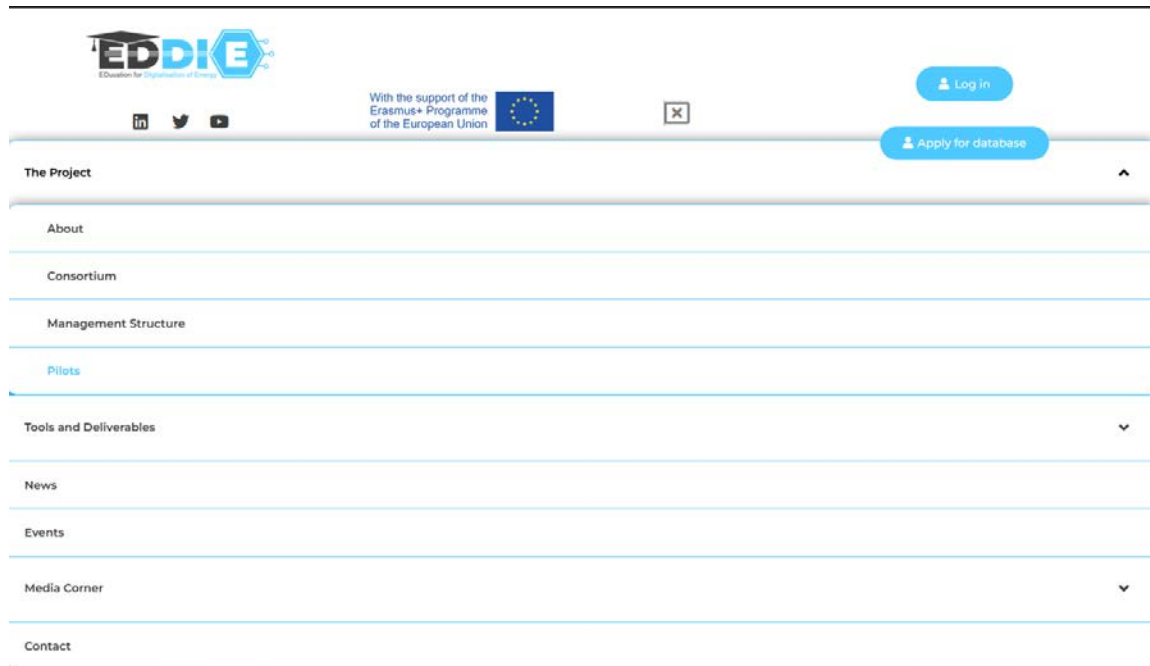 EDDIE
EDucation for Digitalisation of Energy
With the support of the
Erasmus+ Programme
of the European Union
Log in
Apply for database
The Project
About
Consortium
Management Structure
Pilots
Tools and Deliverables
News
Events
Media Corner
Contact